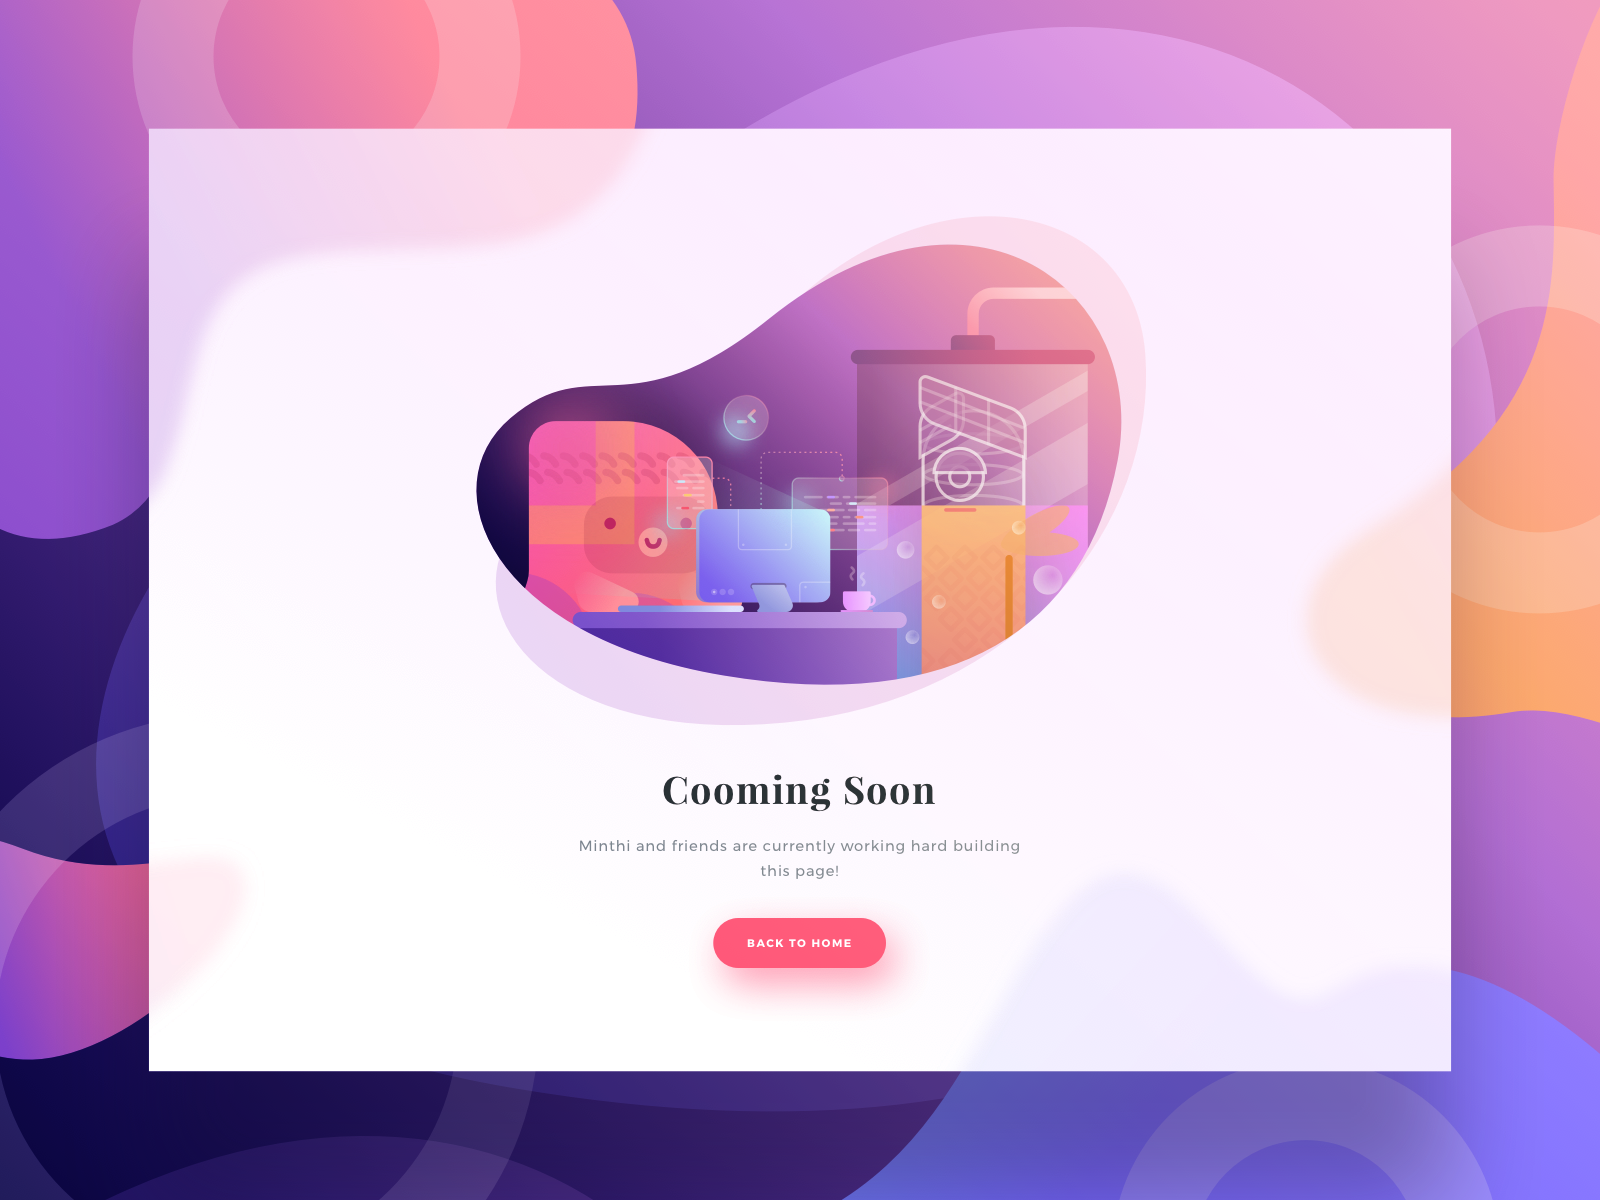 Cooming Soon
Minthi and friends are currently working hard building
this page!
BACK TO HOME